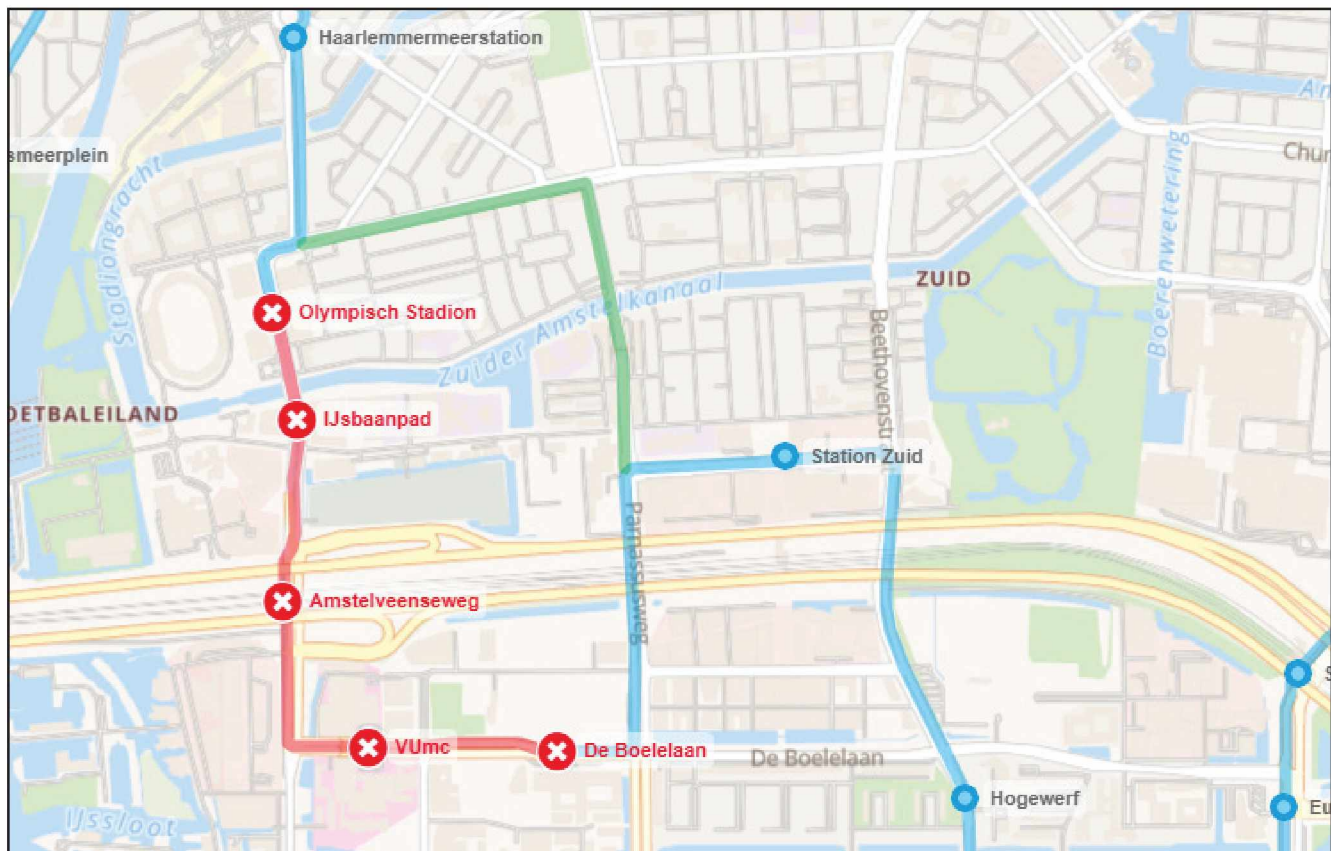 Haarlemmermeerstation
smeerplein
Chur
An
Stadiongracht
Boerenwetering
Olympisch Stadion
ZUID
Zuider Amstelkanaal
Beethovenstr
OETBALEILAND
IJsbaanpad
Station Zuid
Parnassusweg
Amstelveenseweg
S
VUmc
De Boelelaan
De Boelelaan
Hogewerf
Eu
IJssloot